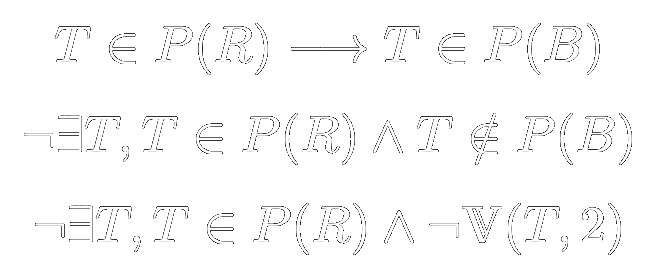 T ∈ P(R) ⟶ T ∈ P(B)
¬∃T, T ∈ P(R) ∧ T ∉ P(B)
¬∃T, T ∈ P(R) ∧ ¬𝕍(T, 2)